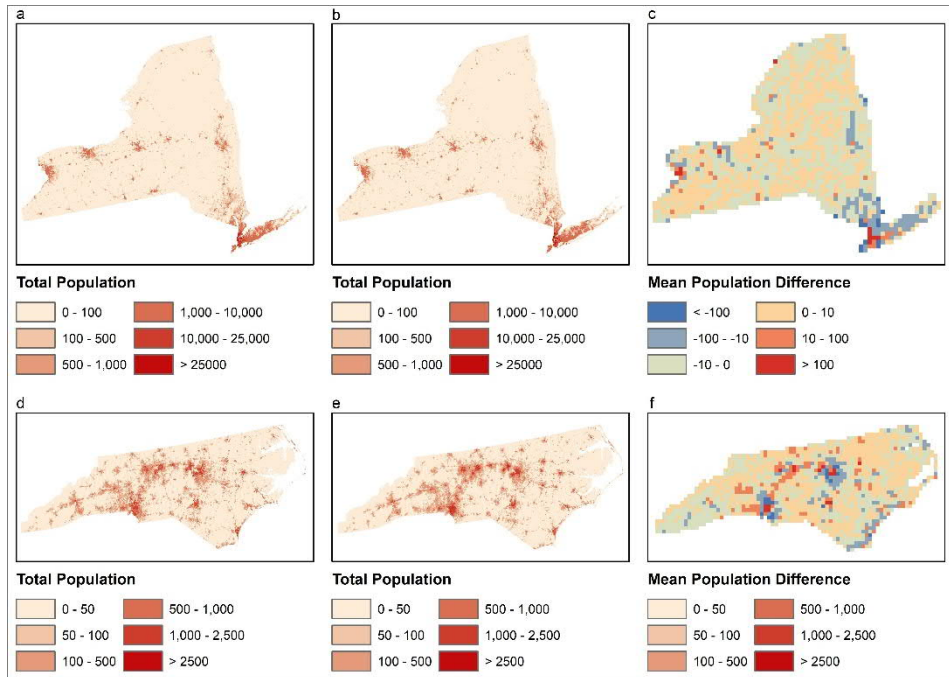 a
b
c
Total Population
0 - 100
1,000 - 10,000
100 - 500
10,000 - 25,000
500 - 1,000
> 25000
Total Population
0 - 100
1,000 - 10,000
100 - 500
10,000 - 25,000
500 - 1,000
> 25000
Mean Population Difference
< -100
0 - 10
-100 - -10
10 - 100
-10 - 0
> 100
d
e
f
Total Population
0 - 50
500 - 1,000
50 - 100
1,000 - 2,500
100 - 500
> 2500
Total Population
0 - 50
500 - 1,000
50 - 100
1,000 - 2,500
100 - 500
> 2500
Mean Population Difference
0 - 50
500 - 1,000
50 - 100
1,000 - 2,500
100 - 500
> 2500